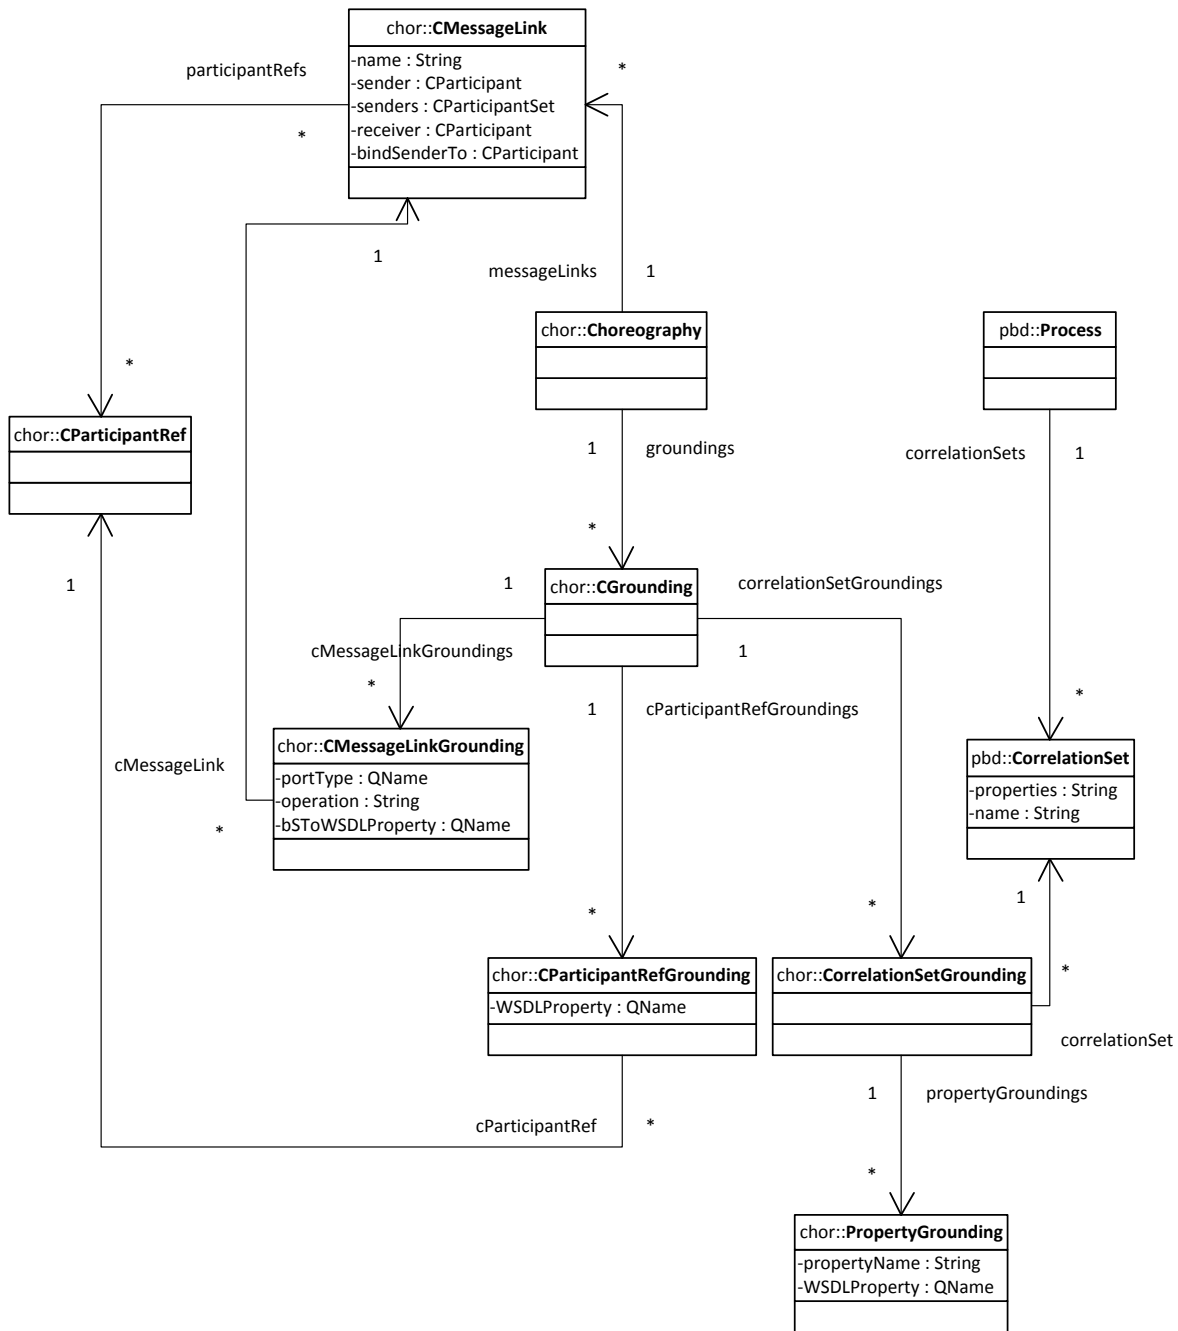 chor::CMessageLink
-name : String
-sender : CParticipant
-senders : CParticipantSet
-receiver : CParticipant
-bindSenderTo : CParticipant
participantRefs
*
*
1
messageLinks
1
chor::Choreography
pbd::Process
*
chor::CParticipantRef
1
groundings
correlationSets
1
*
1
1
chor::CGrounding
correlationSetGroundings
cMessageLinkGroundings
1
*
1
cParticipantRefGroundings
*
chor::CMessageLinkGrounding
-portType : QName
-operation : String
-bSToWSDLProperty : QName
cMessageLink
*
pbd::CorrelationSet
-properties : String
-name : String
1
*
*
*
chor::CParticipantRefGrounding
-WSDLProperty : QName
chor::CorrelationSetGrounding
correlationSet
1
propertyGroundings
cParticipantRef
*
*
chor::PropertyGrounding
-propertyName : String
-WSDLProperty : QName